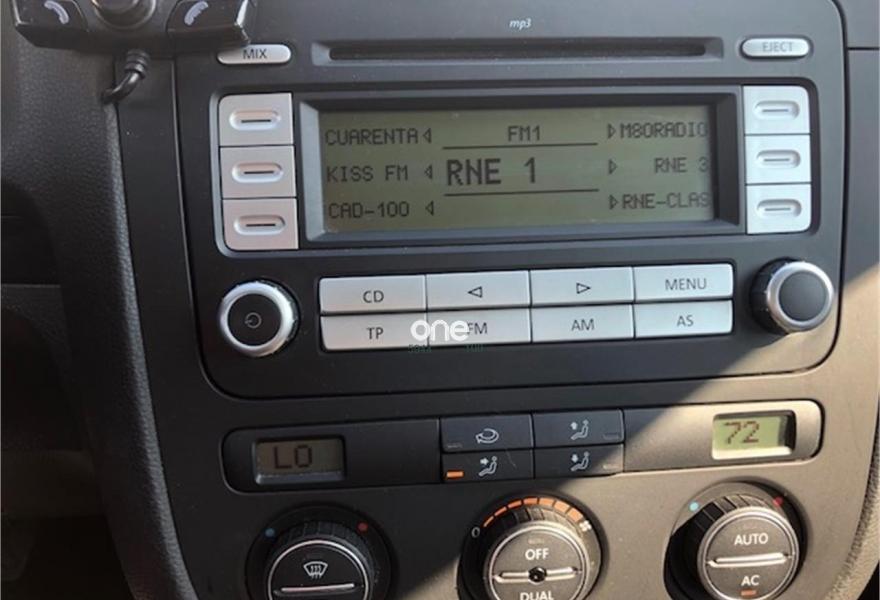 mp3
MIX
EJECT
CUARENTA FM1 M80RADIO
KISS FM RNE 1 RNE 3
CAD-100 RNE-CLAS
CD MENU
TP FM AM AS
one
LO 72
0
OFF
DUAL
AUTO
AC